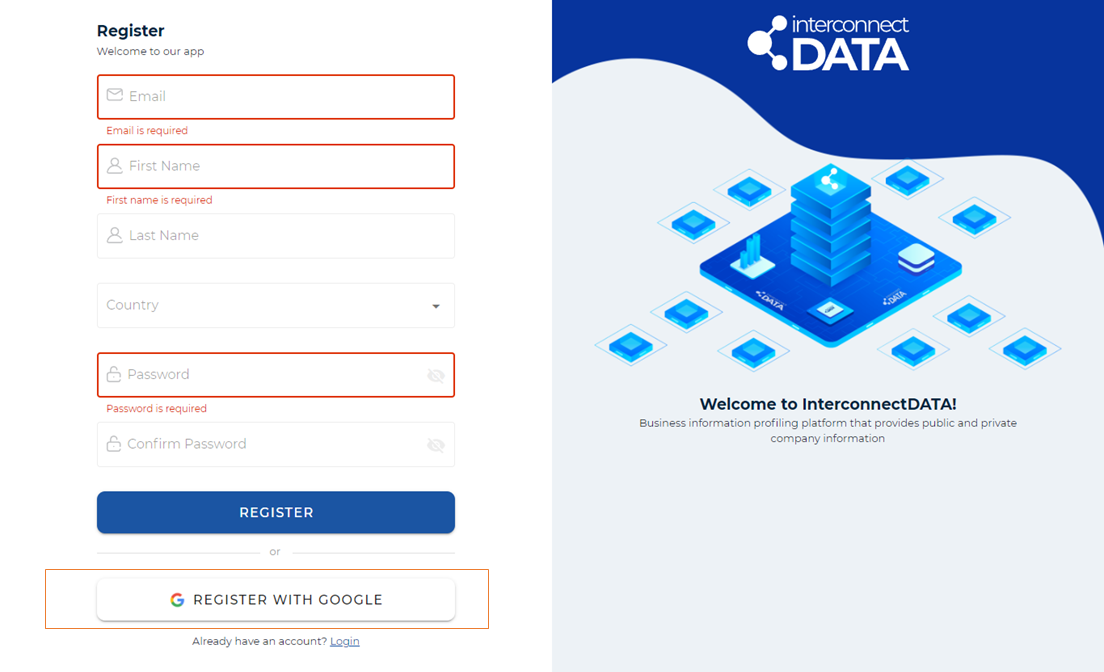 Register
Welcome to our app
Email
Email is required
First Name
First name is required
Last Name
Country
Password
Password is required
Confirm Password
REGISTER
or
REGISTER WITH GOOGLE
Already have an account? Login
interconnect
DATA
DATA
DATA
Welcome to InterconnectDATA!
Business information profiling platform that provides public and private
company information